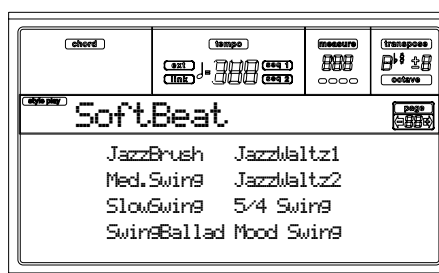 chord tempo measure transpose
ext seq 1
link seq 2
octave
style play SoftBeat page
JazzBrush JazzWaltz1
Med.Swing JazzWaltz2
SlowSwing 5/4 Swing
SwingBallad Mood Swing